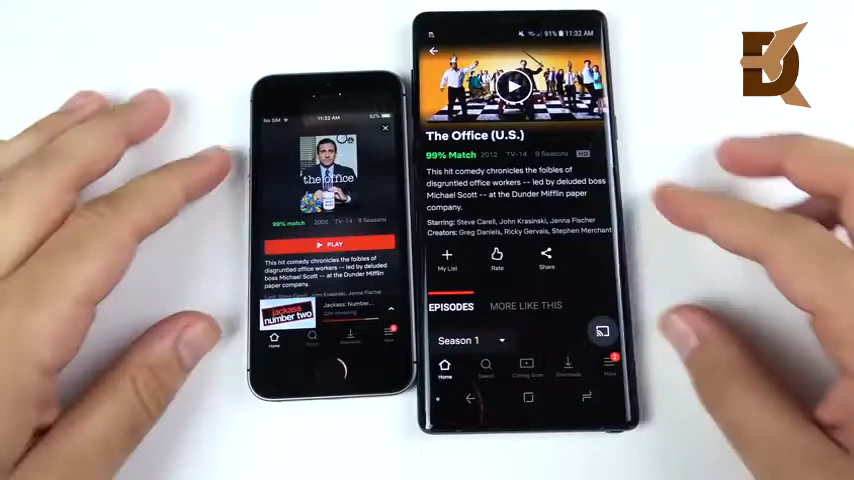 No SIM
11:32 AM
92%
the office
99% match 2005 TV-14 9 Seasons
PLAY
This hit comedy chronicles the foibles of
disgruntled office workers -- led by deluded
boss Michael Scott -- at the Dunder Mifflin
paper company.
jackass
number two
Jackass: Number...
Home
Downloads
91% 11:32 AM
The Office (U.S.)
99% Match 2012 TV-14 9 Seasons HD
This hit comedy chronicles the foibles of
disgruntled office workers -- led by deluded boss
Michael Scott -- at the Dunder Mifflin paper
company.
Starring: Steve Carell, John Krasinski, Jenna Fischer
Creators: Greg Daniels, Ricky Gervais, Stephen Merchant
My List
Rate
Share
EPISODES
MORE LIKE THIS
Season 1
Home
Search
Coming Soon
Downloads
More
D